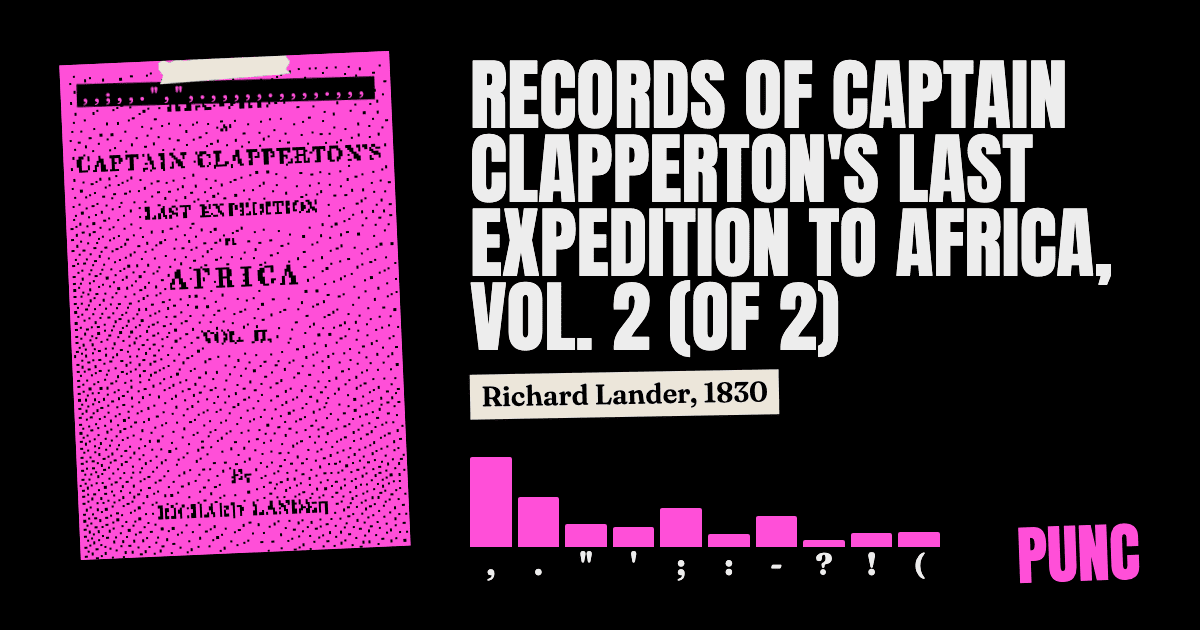 ,,;,,.",",.,,,,,.,,.,,,.,,
CAPTAIN CLAPPERTON'S
LAST EXPEDITION
AFRICA
VOL. II.
By
RICHARD LANDER
RECORDS OF CAPTAIN
CLAPPERTON'S LAST
EXPEDITION TO AFRICA,
VOL. 2 (OF 2)
Richard Lander, 1830
, . " ' ; : - ? ! (
PUNC